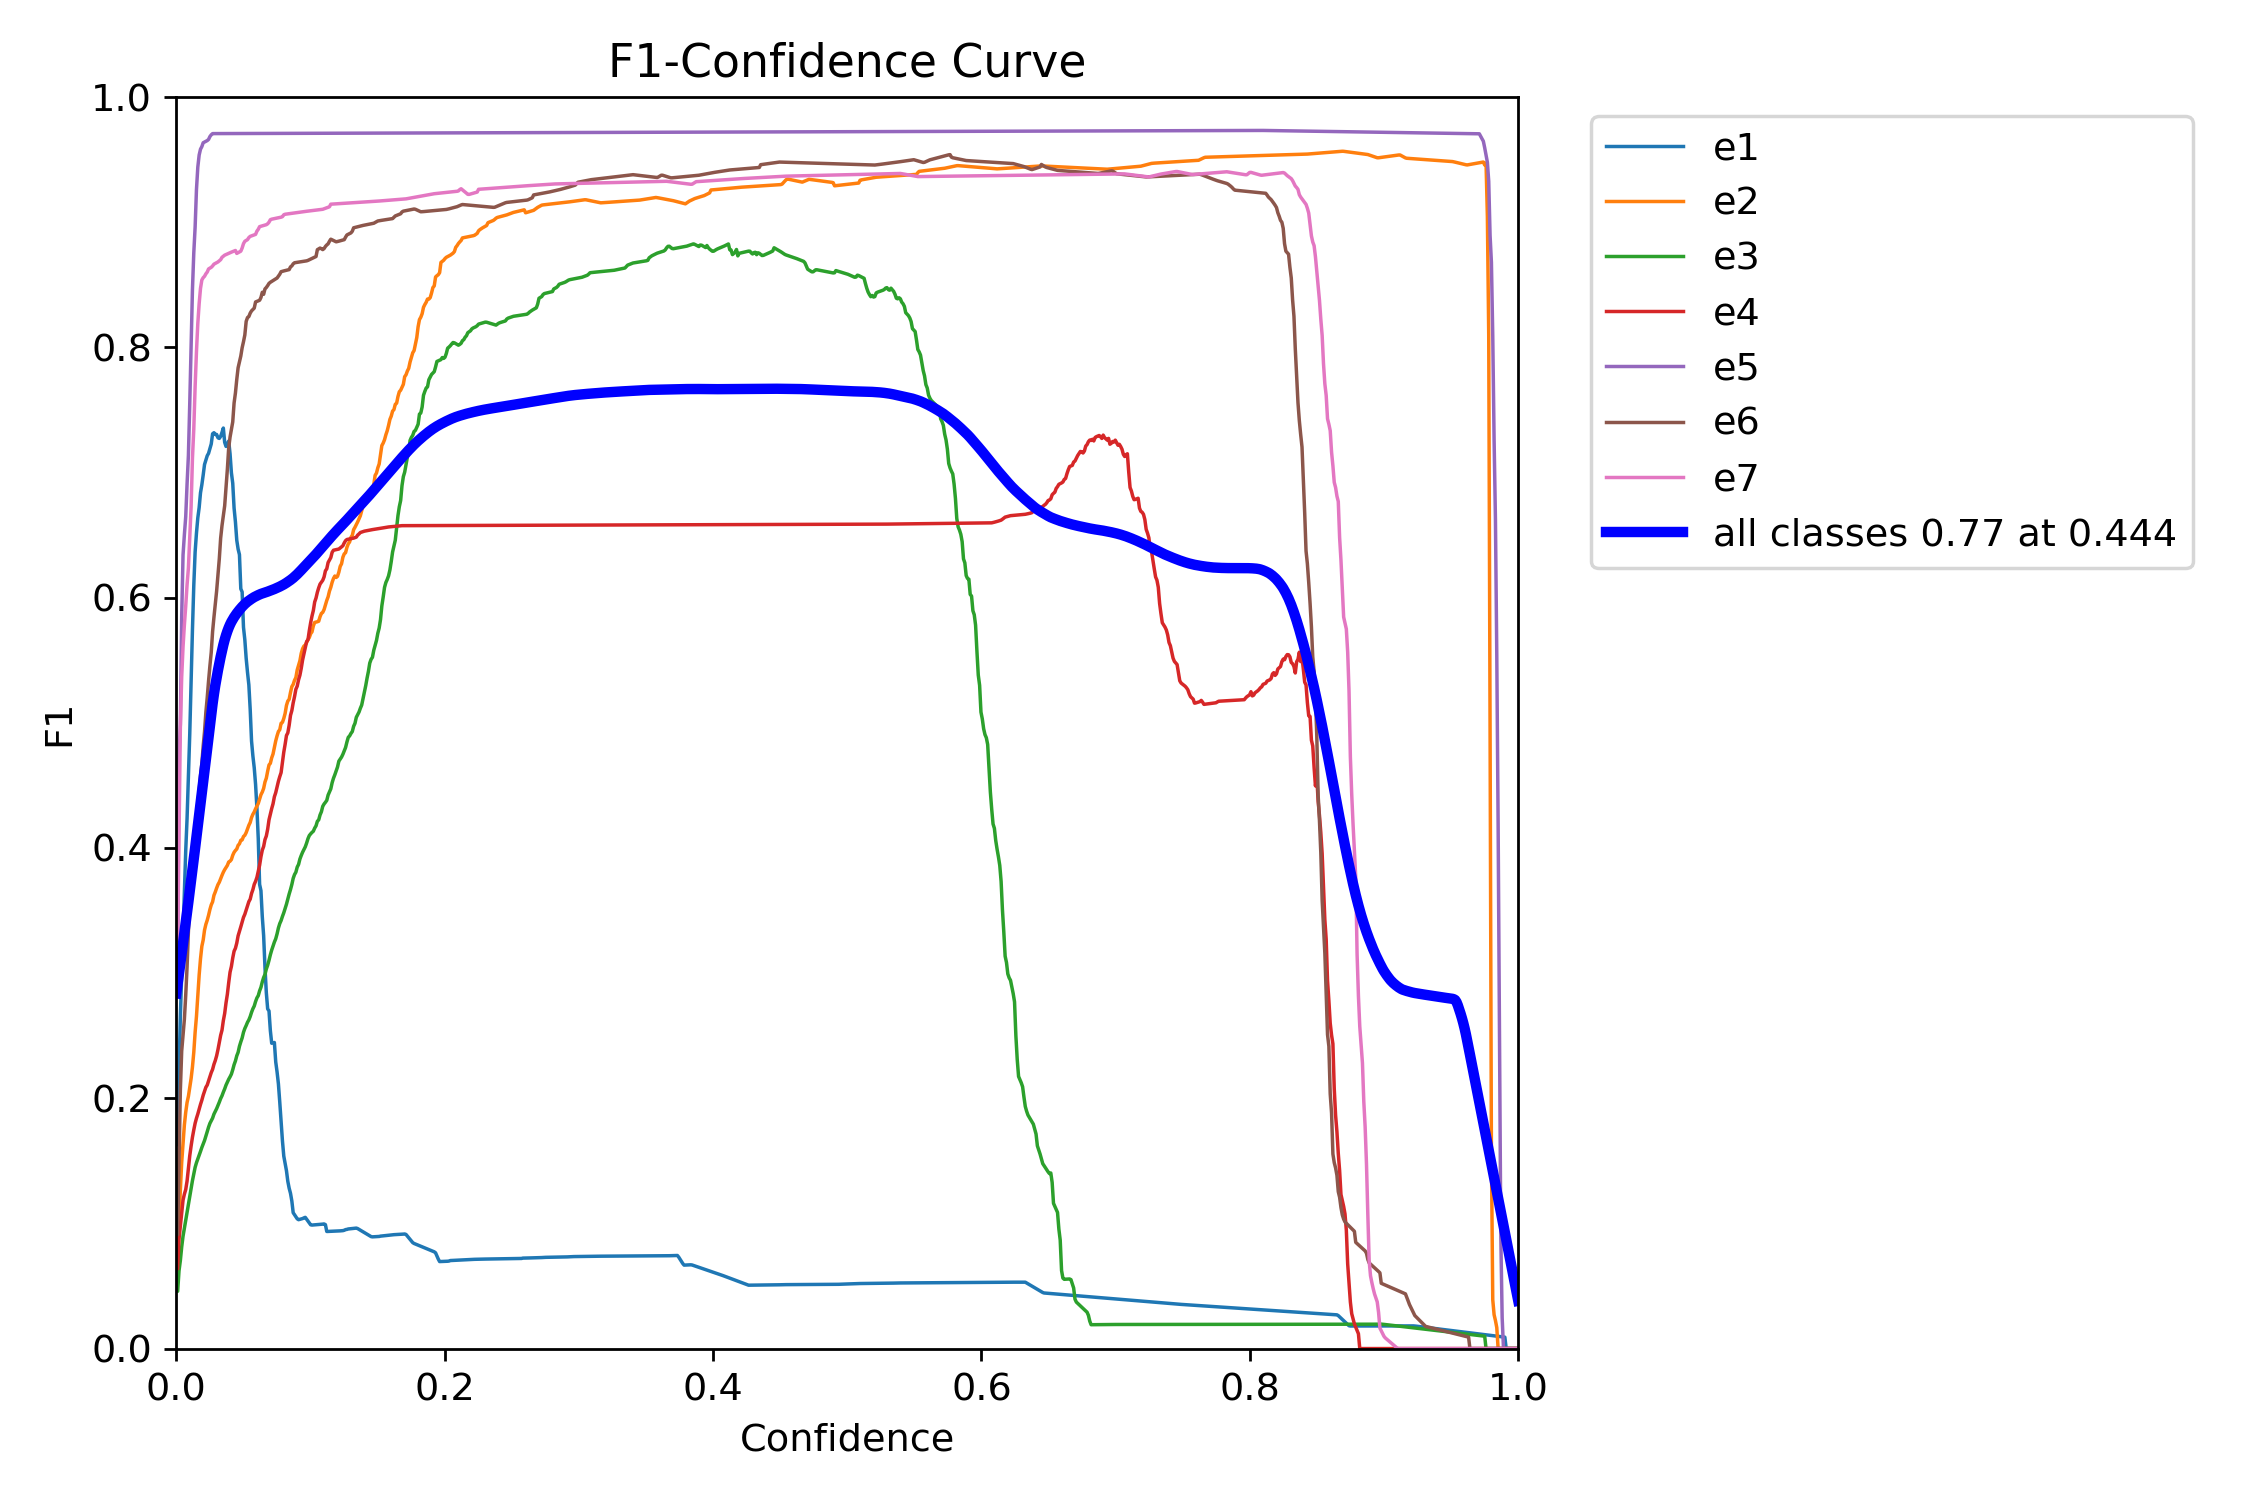 F1-Confidence Curve
1.0
0.8
0.6
0.4
0.2
0.0
F1
0.0 0.2 0.4 0.6 0.8 1.0
Confidence
e1
e2
e3
e4
e5
e6
e7
all classes 0.77 at 0.444